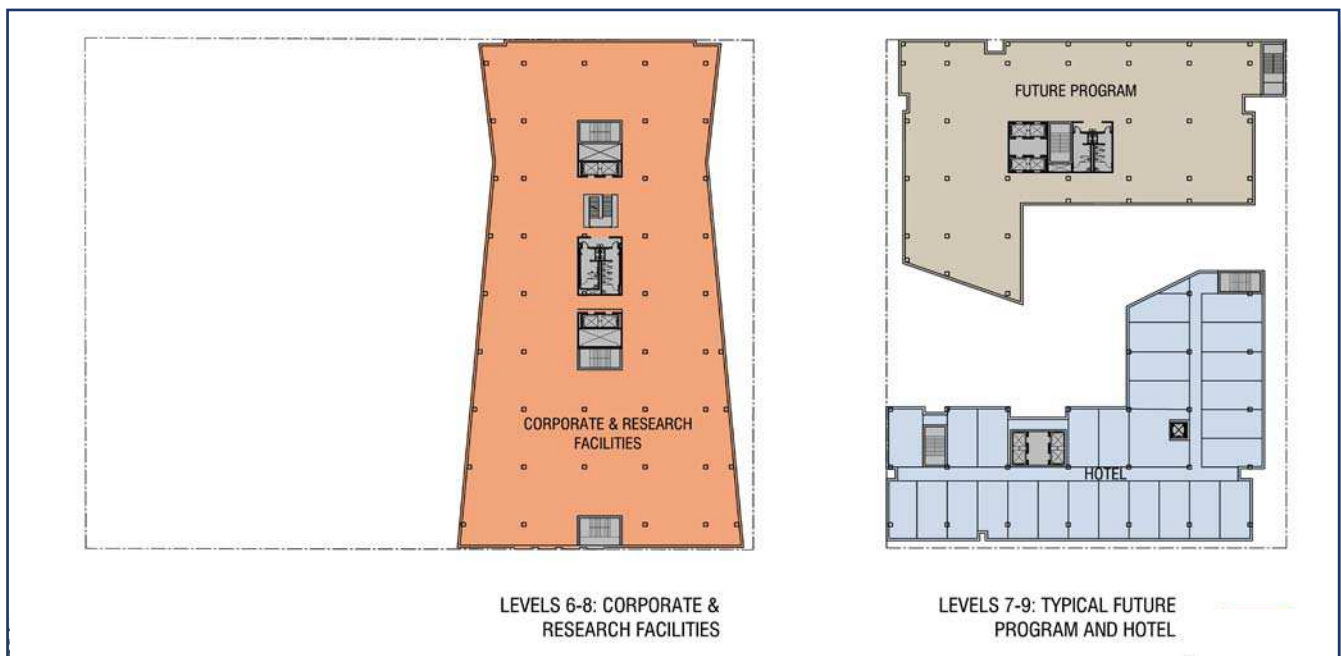 FUTURE PROGRAM
CORPORATE & RESEARCH
FACILITIES
HOTEL
LEVELS 6-8: CORPORATE &
RESEARCH FACILITIES
LEVELS 7-9: TYPICAL FUTURE
PROGRAM AND HOTEL